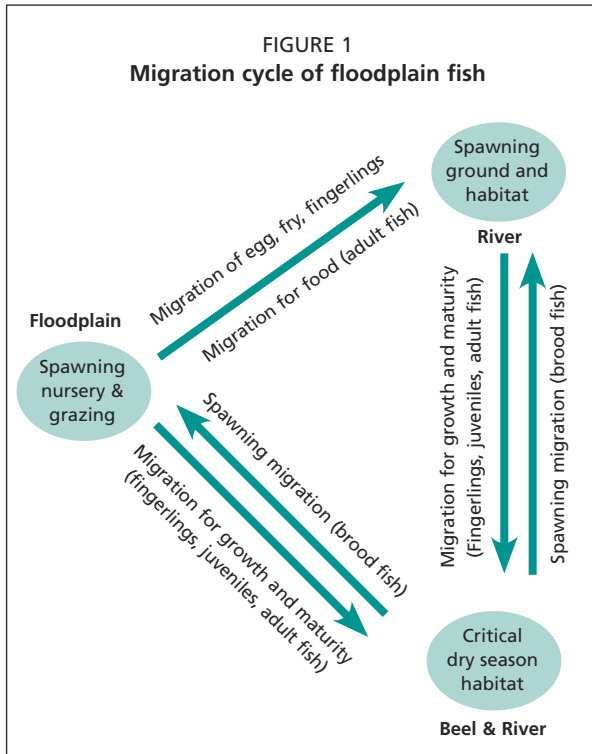 FIGURE 1
Migration cycle of floodplain fish
Spawning
ground and
habitat
River
Migration of egg, fry, fingerlings
Migration for food (adult fish)
Floodplain
Spawning
nursery &
grazing
Migration for growth and maturity
(Fingerlings, juveniles, adult fish)
Spawning migration (brood fish)
Spawning migration (brood fish)
Migration for growth and maturity
(fingerlings, juveniles, adult fish)
Critical
dry season
habitat
Beel & River